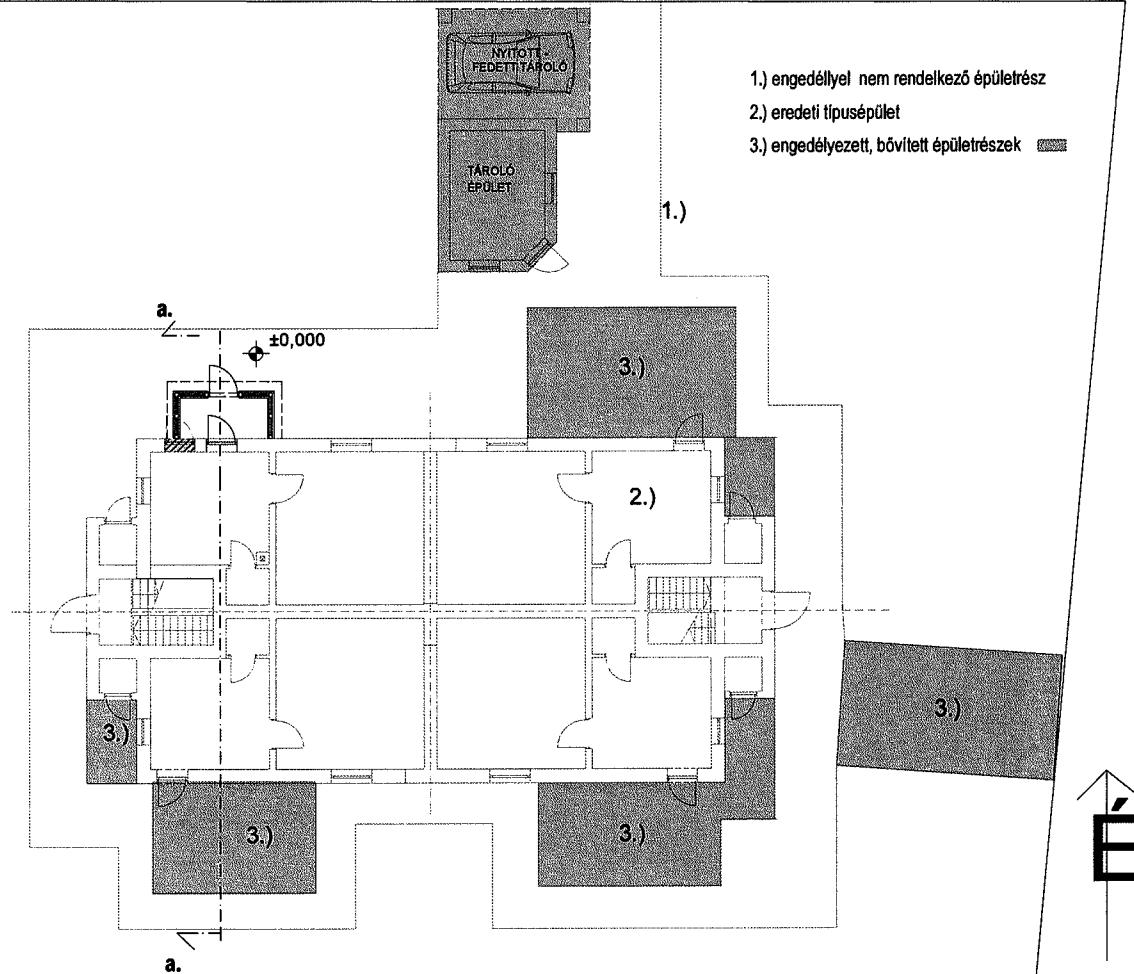 NYITOTT -
FEDETT TÁROLÓ
1.) engedéllyel nem rendelkező épületrész
2.) eredeti típusépület
3.) engedélyezett, bővített épületrészek
TÁROLÓ
ÉPÜLET
1.)
a.
±0,000
3.)
2.)
3.)
3.)
3.)
3.)
É
a.